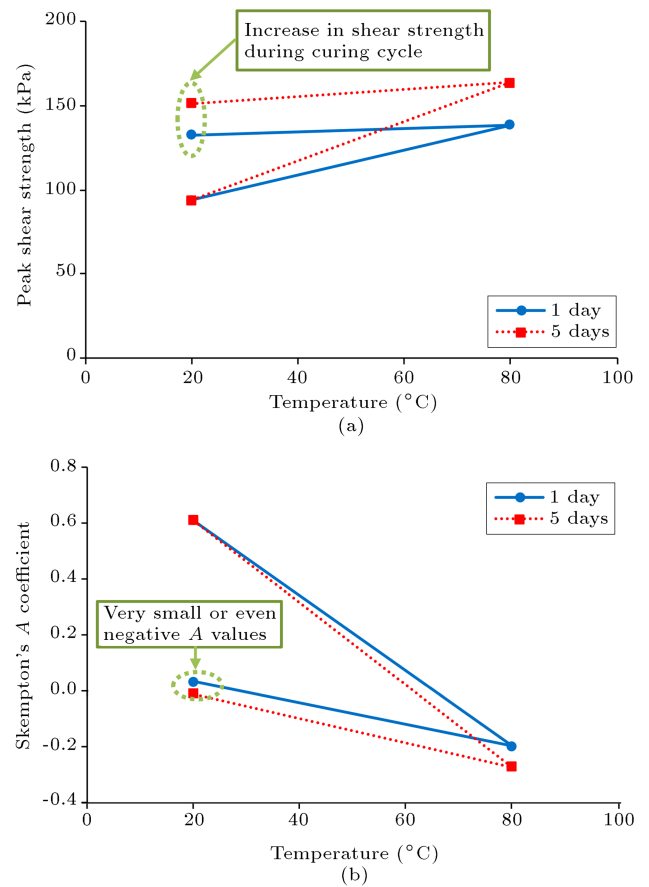 200
Increase in shear strength
during curing cycle
150
100
50
0
Peak shear strength (kPa)
1 day
5 days
0 20 40 60 80 100
Temperature (°C)
(a)
0.8
0.6
0.4
0.2
0.0
-0.2
-0.4
Skempton's A coefficient
1 day
5 days
Very small or even
negative A values
0 20 40 60 80 100
Temperature (°C)
(b)